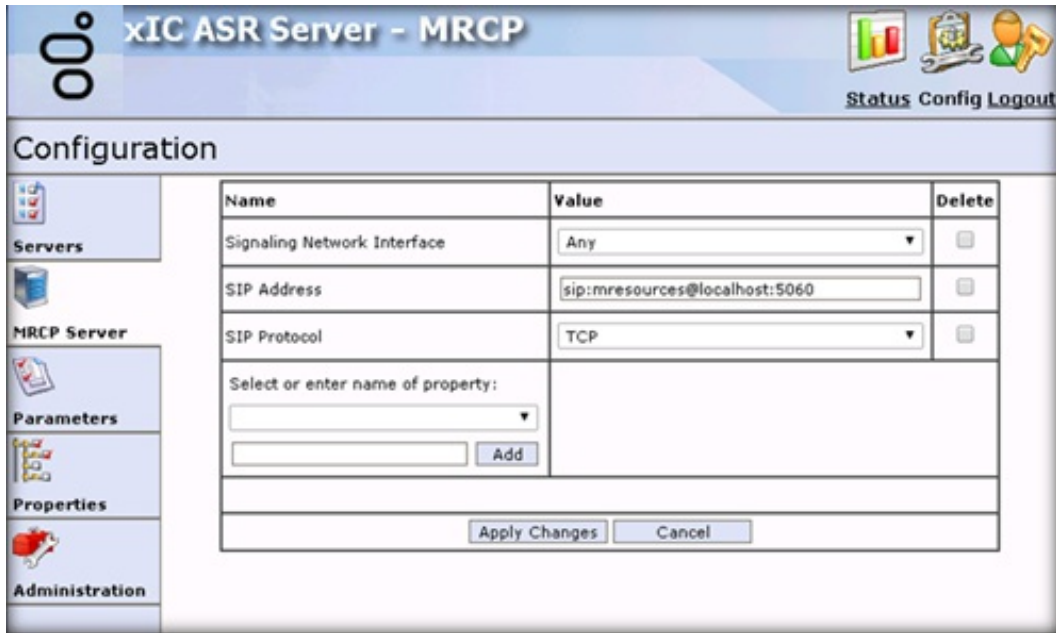 xIC ASR Server - MRCP
Status Config Logout
Configuration
Servers
MRCP Server
Parameters
Properties
Administration
Name Value Delete
Signaling Network Interface Any
SIP Address sip:mresources@localhost:5060
SIP Protocol TCP
Select or enter name of property:
Add
Apply Changes Cancel